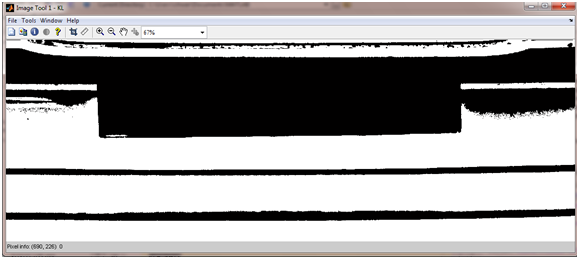 Image Tool 1 - KL
File Tools Window Help
67%
Pixel info: (690, 226) 0